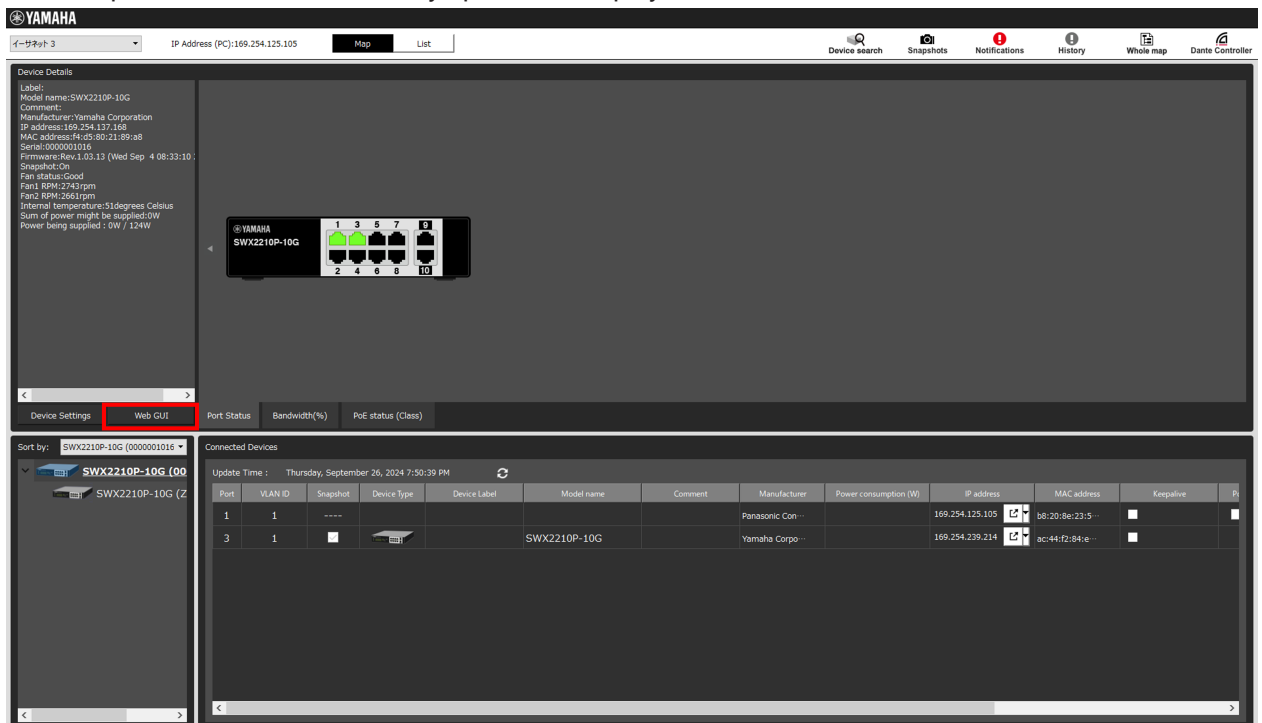 YAMAHA
イーサネット 3
IP Address (PC):169.254.125.105
Map
List
Device search
Snapshots
Notifications
History
Whole map
Dante Controller
Device Details
Label:
Model name:SWX2210P-10G
Comment:
Manufacturer:Yamaha Corporation
IP address:169.254.137.168
MAC address:f4:d5:80:21:89:a8
Serial:0000001016
Firmware:Rev.1.03.13 (Wed Sep 4 08:33:10 :
Snapshot:On
Fan status:Good
Fan1 RPM:2743rpm
Fan2 RPM:2661rpm
Internal temperature:51degrees Celsius
Sum of power might be supplied:0W
Power being supplied : 0W / 124W
YAMAHA
SWX2210P-10G
1 3 5 7 9
2 4 6 8 10
Device Settings
Web GUI
Port Status
Bandwidth(%)
PoE status (Class)
Sort by: SWX2210P-10G (0000001016
SWX2210P-10G (00
SWX2210P-10G (Z
Connected Devices
Update Time : Thursday, September 26, 2024 7:50:39 PM
Port VLAN ID Snapshot Device Type Device Label Model name Comment Manufacturer Power consumption (W) IP address MAC address Keepalive
1 1 ---- Panasonic Con··· 169.254.125.105 b8:20:8e:23:5···
3 1 SWX2210P-10G Yamaha Corpo··· 169.254.239.214 ac:44:f2:84:e···